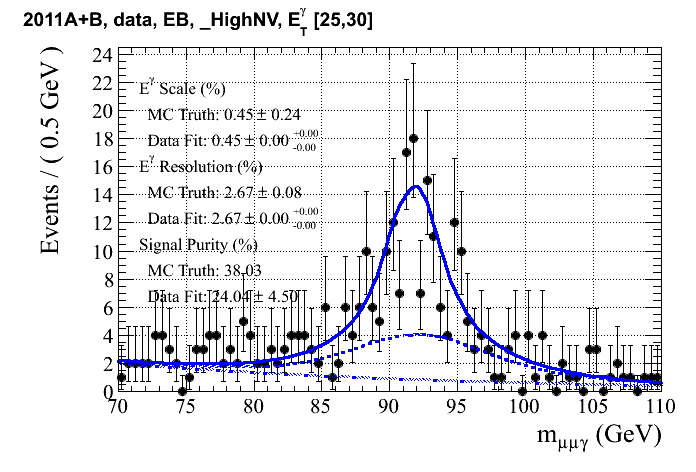 2011A+B, data, EB, _HighNV, E_T^γ [25,30]
Events / ( 0.5 GeV )
24
22
20
18
16
14
12
10
8
6
4
2
0
E^γ Scale (%)
MC Truth: 0.45 ± 0.24
Data Fit: 0.45 ± 0.00 +0.00 -0.00
E^γ Resolution (%)
MC Truth: 2.67 ± 0.08
Data Fit: 2.67 ± 0.00 +0.00 -0.00
Signal Purity (%)
MC Truth: 38.03
Data Fit: 24.04 ± 4.50
70 75 80 85 90 95 100 105 110
m_μμγ (GeV)